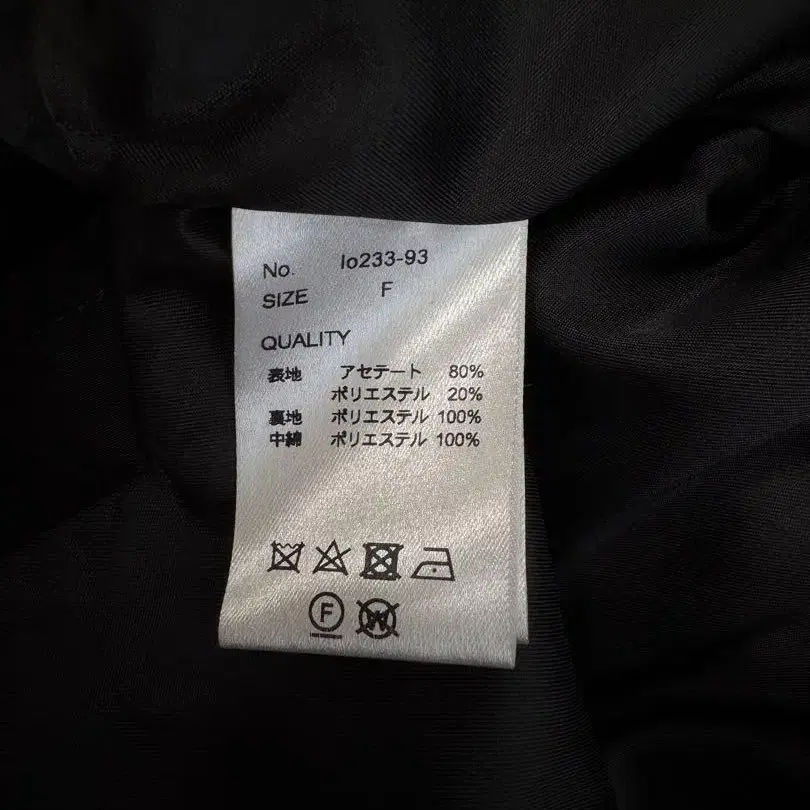 No. lo233-93
SIZE F
QUALITY
表地 アセテート 80%
ポリエステル 20%
裏地 ポリエステル 100%
中綿 ポリエステル 100%
F W